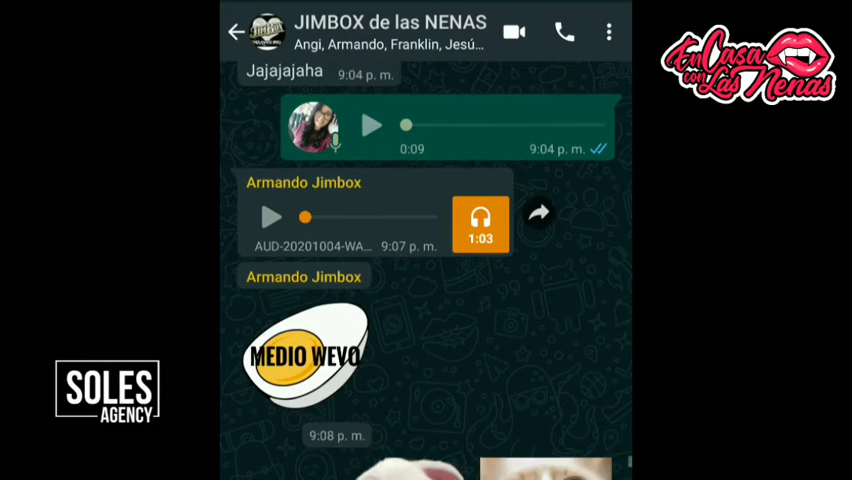 JIMBOX de las NENAS
Angi, Armando, Franklin, Jesú...
En Casa
con Las Nenas
Jajajajaha 9:04 p. m.
0:09 9:04 p. m.
Armando Jimbox
1:03
AUD-20201004-WA... 9:07 p. m.
Armando Jimbox
MEDIO WEVO
SOLES
AGENCY
9:08 p. m.